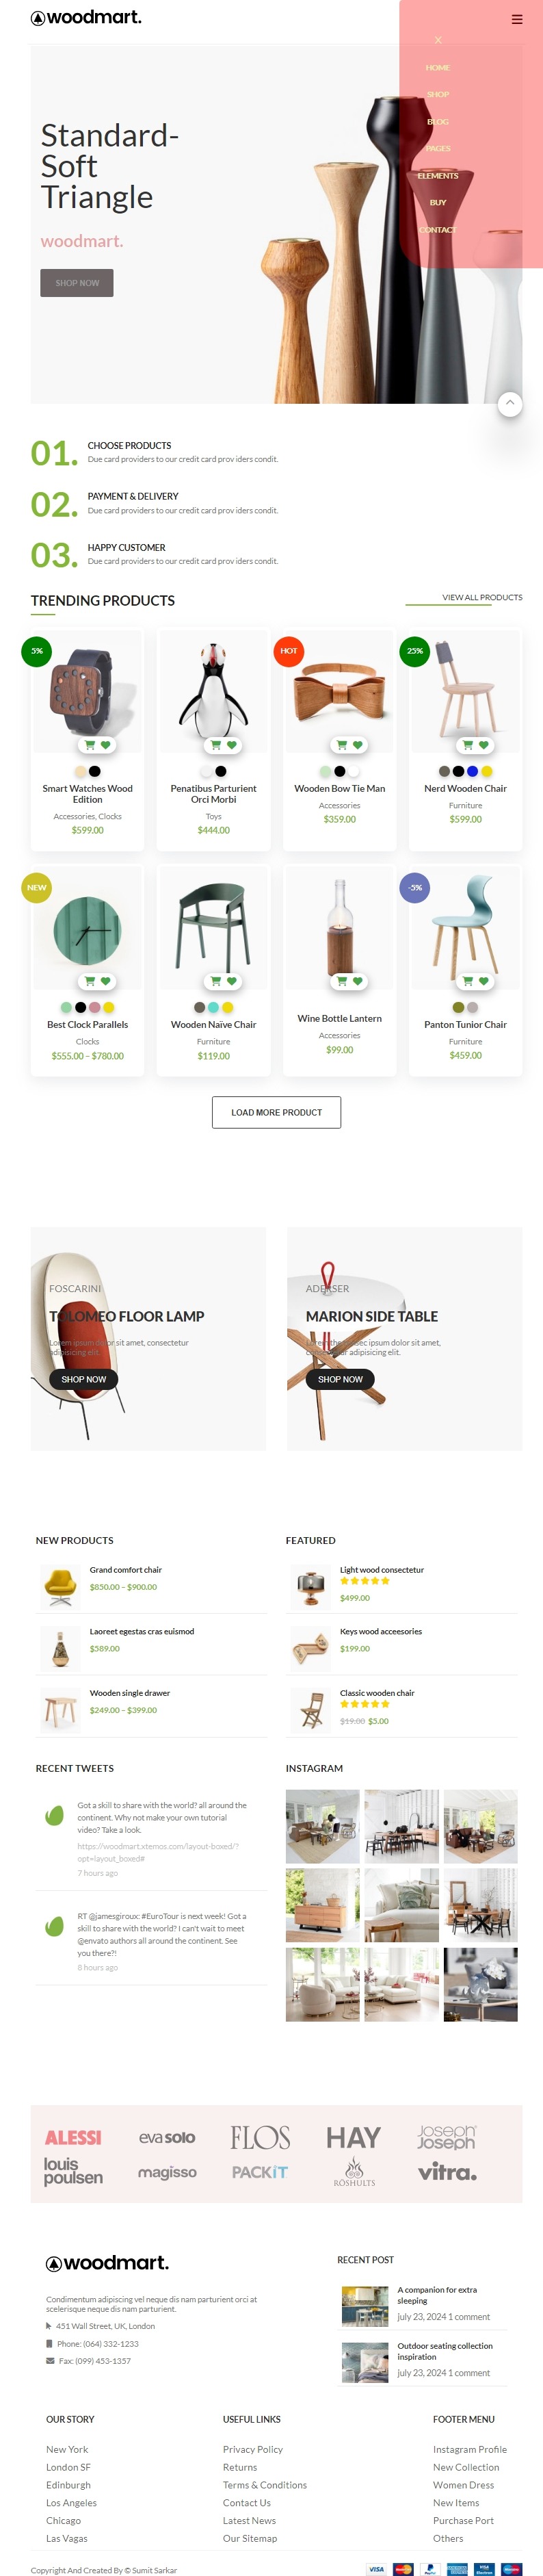 woodmart.
X
HOME
SHOP
BLOG
PAGES
ELEMENTS
BUY
CONTACT
Standard-
Soft
Triangle
woodmart.
SHOP NOW
01.
CHOOSE PRODUCTS
Due card providers to our credit card prov iders condit.
02.
PAYMENT & DELIVERY
Due card providers to our credit card prov iders condit.
03.
HAPPY CUSTOMER
Due card providers to our credit card prov iders condit.
TRENDING PRODUCTS
VIEW ALL PRODUCTS
5%
Smart Watches Wood
Edition
Accessories, Clocks
$599.00
Penatibus Parturient
Orci Morbi
Toys
$444.00
HOT
Wooden Bow Tie Man
Accessories
$359.00
25%
Nerd Wooden Chair
Furniture
$599.00
NEW
Best Clock Parallels
Clocks
$555.00 – $780.00
Wooden Naïve Chair
Furniture
$119.00
Wine Bottle Lantern
Accessories
$99.00
-5%
Panton Tunior Chair
Furniture
$459.00
LOAD MORE PRODUCT
FOSCARINI
TOLOMEO FLOOR LAMP
Lorem ipsum dolor sit amet, consectetur
adipisicing elit.
SHOP NOW
MARION SIDE TABLE
ipsum dolor sit amet,
adipisicing elit.
SHOP NOW
NEW PRODUCTS
Grand comfort chair
$850.00 – $900.00
Laoreet egestas cras euismod
$589.00
Wooden single drawer
$249.00 – $399.00
FEATURED
Light wood consectetur
$499.00
Keys wood acceesories
$199.00
Classic wooden chair
$19.00 $5.00
RECENT TWEETS
Got a skill to share with the world? all around the
continent. Why not make your own tutorial
video? Take a look.
https://woodmart.xtemos.com/layout-boxed/?
opt=layout_boxed#
7 hours ago
RT @jamesgiroux: #EuroTour is next week! Got a
skill to share with the world? I can't wait to meet
@envato authors all around the continent. See
you there?!
8 hours ago
INSTAGRAM
ALESSI
eva solo
FLOS
HAY
Joseph
Joseph
louis
poulsen
magisso
PACKIT
RÖSHULTS
vitra.
woodmart.
Condimentum adipiscing vel neque dis nam parturient orci at
scelerisque neque dis nam parturient.
451 Wall Street, UK, London
Phone: (064) 332-1233
Fax: (099) 453-1357
RECENT POST
A companion for extra
sleeping
july 23, 2024 1 comment
Outdoor seating collection
inspiration
july 23, 2024 1 comment
OUR STORY
New York
London SF
Edinburgh
Los Angeles
Chicago
Las Vagas
USEFUL LINKS
Privacy Policy
Returns
Terms & Conditions
Contact Us
Latest News
Our Sitemap
FOOTER MENU
Instagram Profile
New Collection
Women Dress
New Items
Purchase Port
Others
Copyright And Created By © Sumit Sarkar
VISA
PayPal
VISA